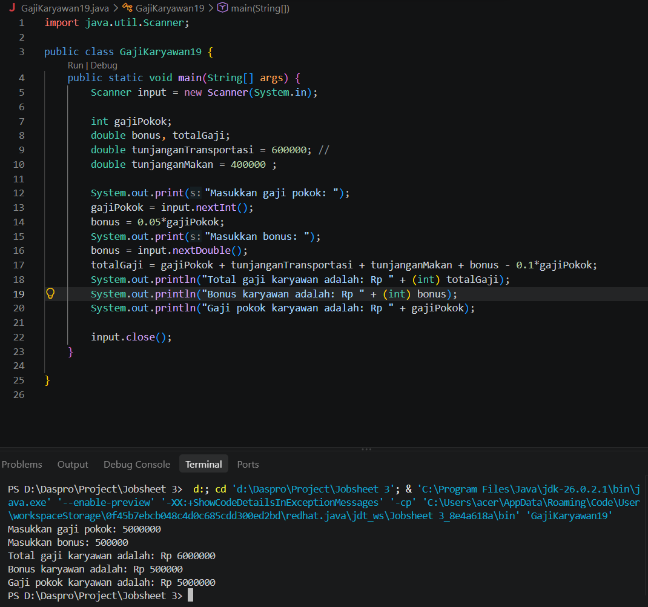 GajiKaryawan19.java > GajiKaryawan19 > main(String[])
1 import java.util.Scanner;
2
3 public class GajiKaryawan19 {
Run | Debug
4 public static void main(String[] args) {
5 Scanner input = new Scanner(System.in);
6
7 int gajiPokok;
8 double bonus, totalGaji;
9 double tunjanganTransportasi = 600000; //
10 double tunjanganMakan = 400000 ;
11
12 System.out.print(s: "Masukkan gaji pokok: ");
13 gajiPokok = input.nextInt();
14 bonus = 0.05*gajiPokok;
15 System.out.print(s: "Masukkan bonus: ");
16 bonus = input.nextDouble();
17 totalGaji = gajiPokok + tunjanganTransportasi + tunjanganMakan + bonus - 0.1*gajiPokok;
18 System.out.println("Total gaji karyawan adalah: Rp " + (int) totalGaji);
19 System.out.println("Bonus karyawan adalah: Rp " + (int) bonus);
20 System.out.println("Gaji pokok karyawan adalah: Rp " + gajiPokok);
21
22 input.close();
23 }
24
25 }
26
Problems Output Debug Console Terminal Ports
PS D:\Daspro\Project\Jobsheet 3> d:; cd 'd:\Daspro\Project\Jobsheet 3'; & 'C:\Program Files\Java\jdk-26.0.2.1\bin\j
ava.exe' '--enable-preview' '-XX:+ShowCodeDetailsInExceptionMessages' '-cp' 'C:\Users\acer\AppData\Roaming\Code\User
\workspaceStorage\0f45b7ebcb048c4d0c685cdd300ed2bd\redhat.java\jdt_ws\Jobsheet 3_8e4a618a\bin' 'GajiKaryawan19'
Masukkan gaji pokok: 5000000
Masukkan bonus: 500000
Total gaji karyawan adalah: Rp 6000000
Bonus karyawan adalah: Rp 500000
Gaji pokok karyawan adalah: Rp 5000000
PS D:\Daspro\Project\Jobsheet 3>